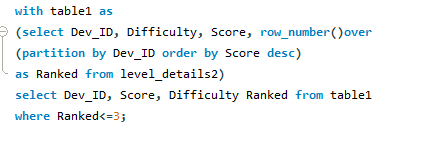 with table1 as
(select Dev_ID, Difficulty, Score, row_number()over
(partition by Dev_ID order by Score desc)
as Ranked from level_details2)
select Dev_ID, Score, Difficulty Ranked from table1
where Ranked<=3;